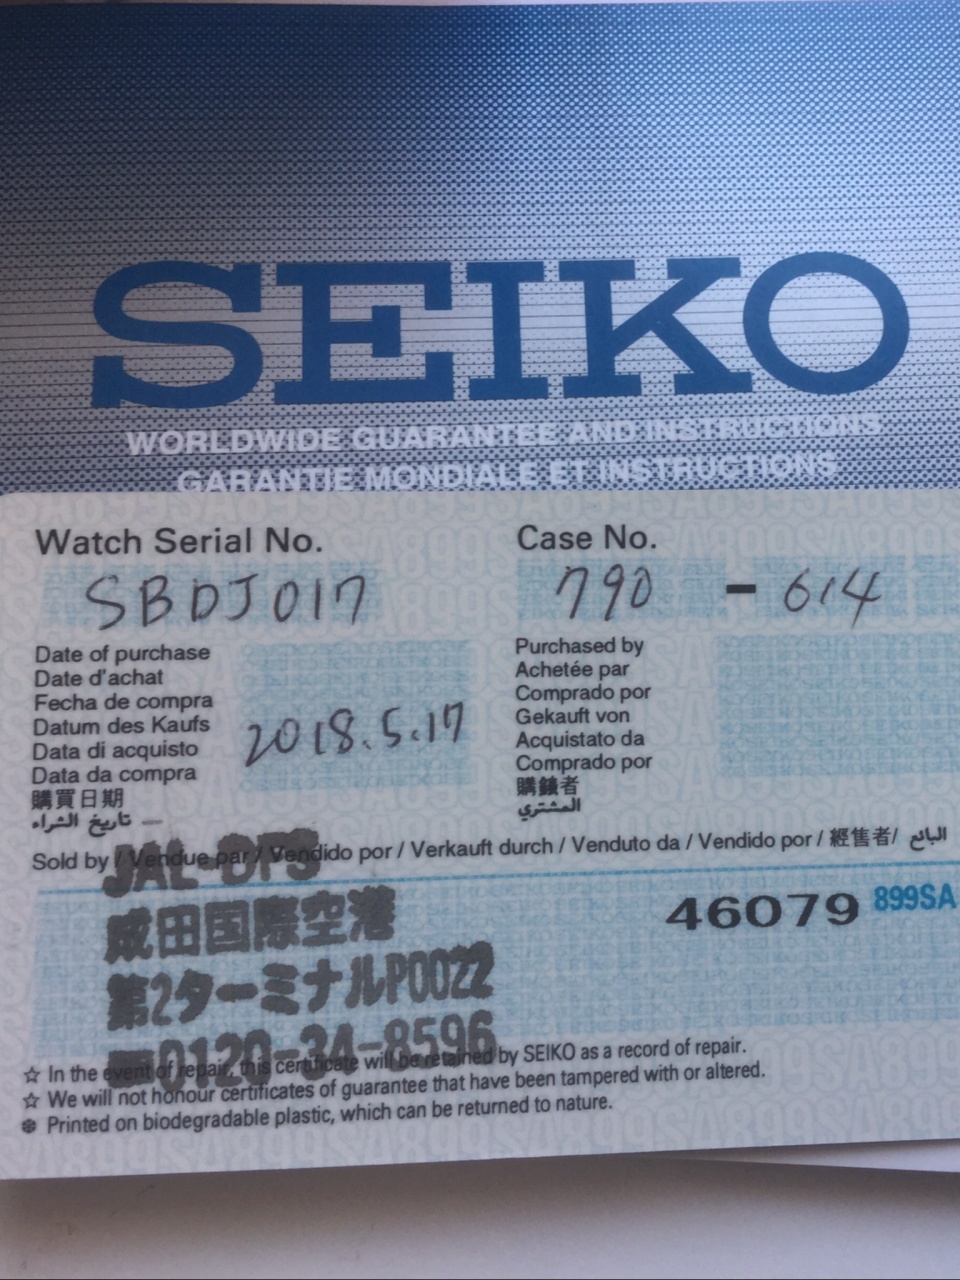 SEIKO
WORLDWIDE GUARANTEE AND INSTRUCTIONS
GARANTIE MONDIALE ET INSTRUCTIONS
Watch Serial No.
SBDJ017
Case No.
790 - 614
Date of purchase
Date d'achat
Fecha de compra
Datum des Kaufs
Data di acquisto
Data da compra
購買日期
تاريخ الشراء
2018.5.17
Purchased by
Achetée par
Comprado por
Gekauft von
Acquistato da
Comprado por
المشتري
Sold by / Vendue par / Vendido por / Verkauft durch / Venduto da / Vendido por / 經售者/ البائع
JAL-DFS
成田国際空港
第2ターミナルP0022
0120-34-8596
46079 899SA
☆ In the event of repair, this certificate will be retained by SEIKO as a record of repair.
☆ We will not honour certificates of guarantee that have been tampered with or altered.
❁ Printed on biodegradable plastic, which can be returned to nature.